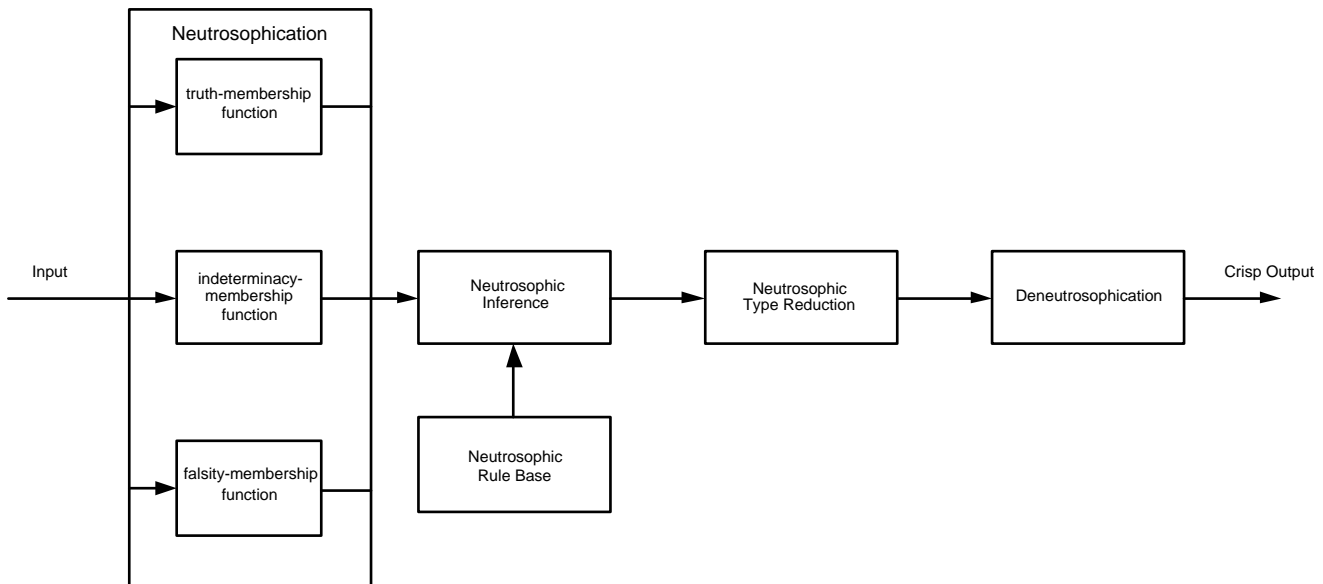 Neutrosophication
truth-membership
function
Input
indeterminacy-
membership
function
falsity-membership
function
Neutrosophic
Inference
Neutrosophic
Rule Base
Neutrosophic
Type Reduction
Deneutrosophication
Crisp Output